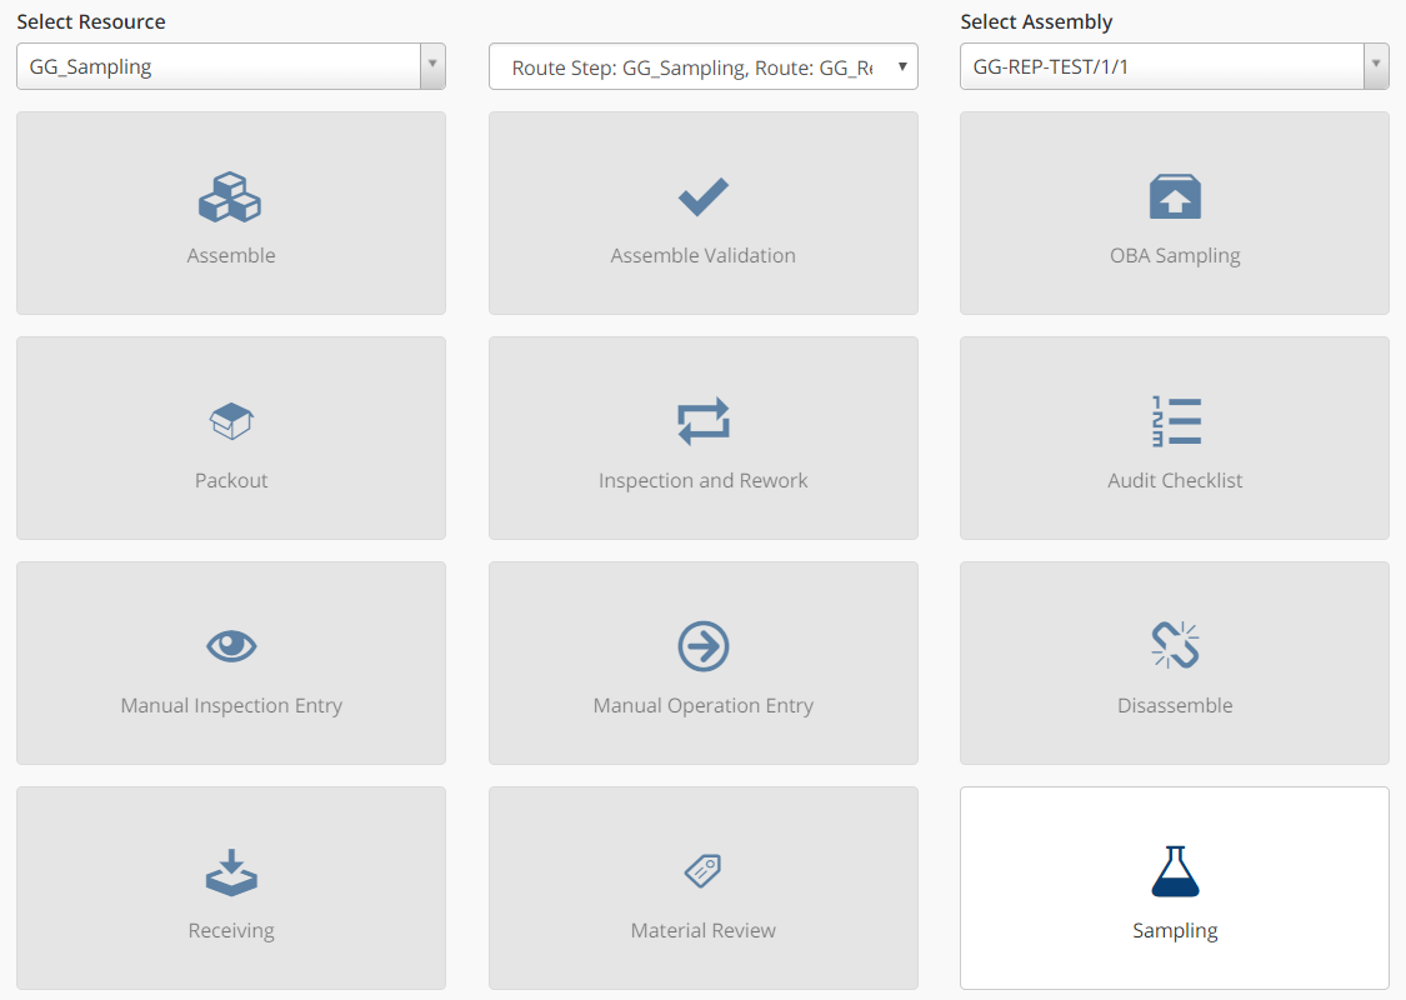 Select Resource
Select Assembly
GG_Sampling
Route Step: GG_Sampling, Route: GG_Re
GG-REP-TEST/1/1
Assemble
Assemble Validation
OBA Sampling
Packout
Inspection and Rework
1
2
3
Audit Checklist
Manual Inspection Entry
Manual Operation Entry
Disassemble
Receiving
Material Review
Sampling